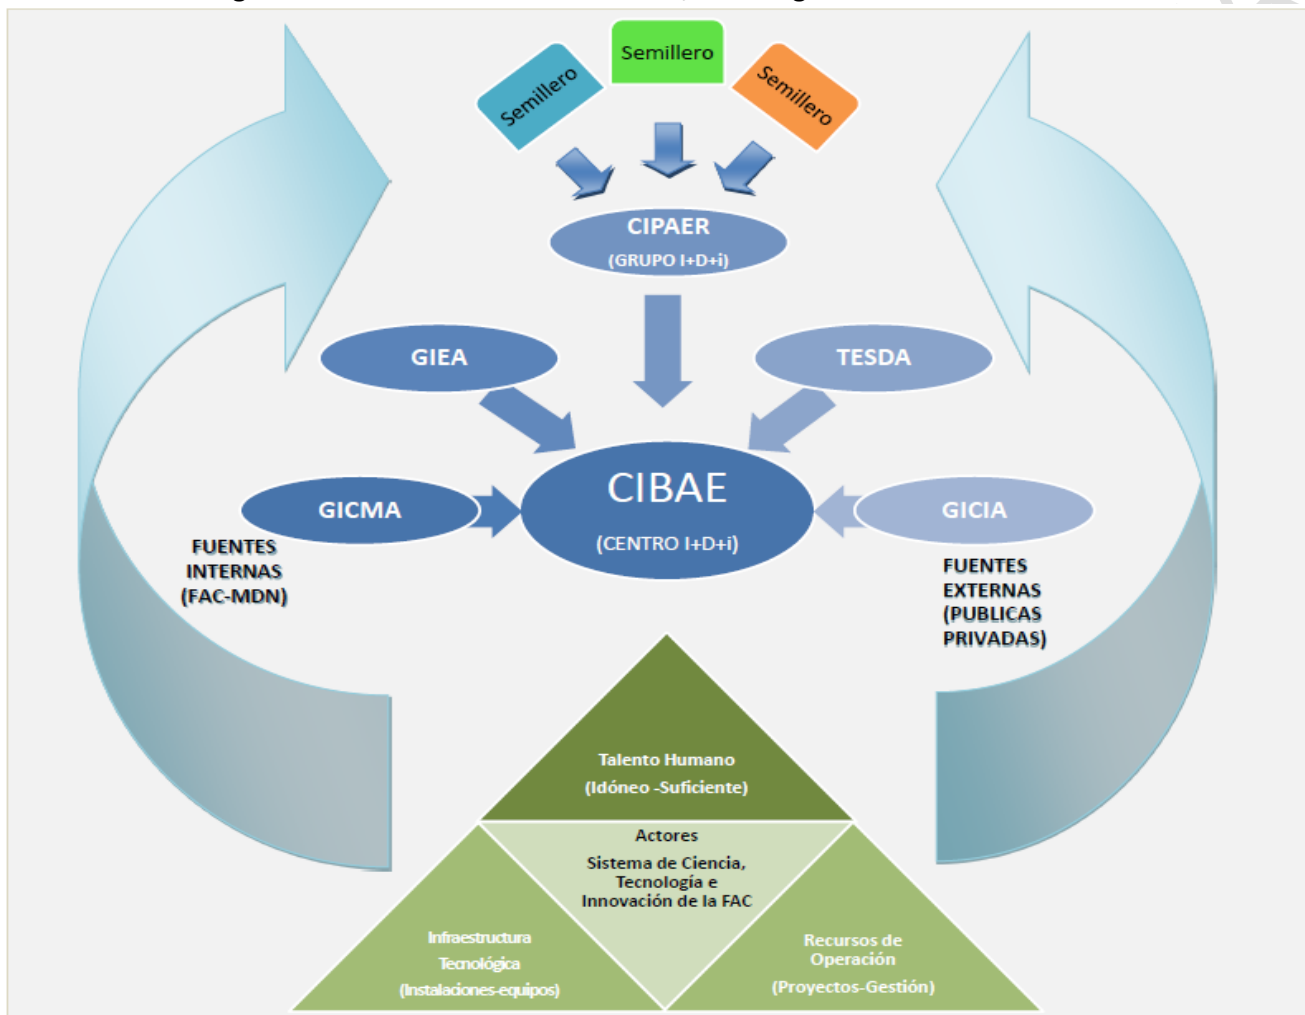 Semillero
Semillero
Semillero
CIPAER
(GRUPO I+D+i)
GIEA
TESDA
CIBAE
(CENTRO I+D+i)
GICMA
GICIA
FUENTES
INTERNAS
(FAC-MDN)
FUENTES
EXTERNAS
(PUBLICAS
PRIVADAS)
Talento Humano
(Idóneo -Suficiente)
Actores
Sistema de Ciencia,
Tecnología e
Innovación de la FAC
Infraestructura
Tecnológica
(Instalaciones-equipos)
Recursos de
Operación
(Proyectos-Gestión)